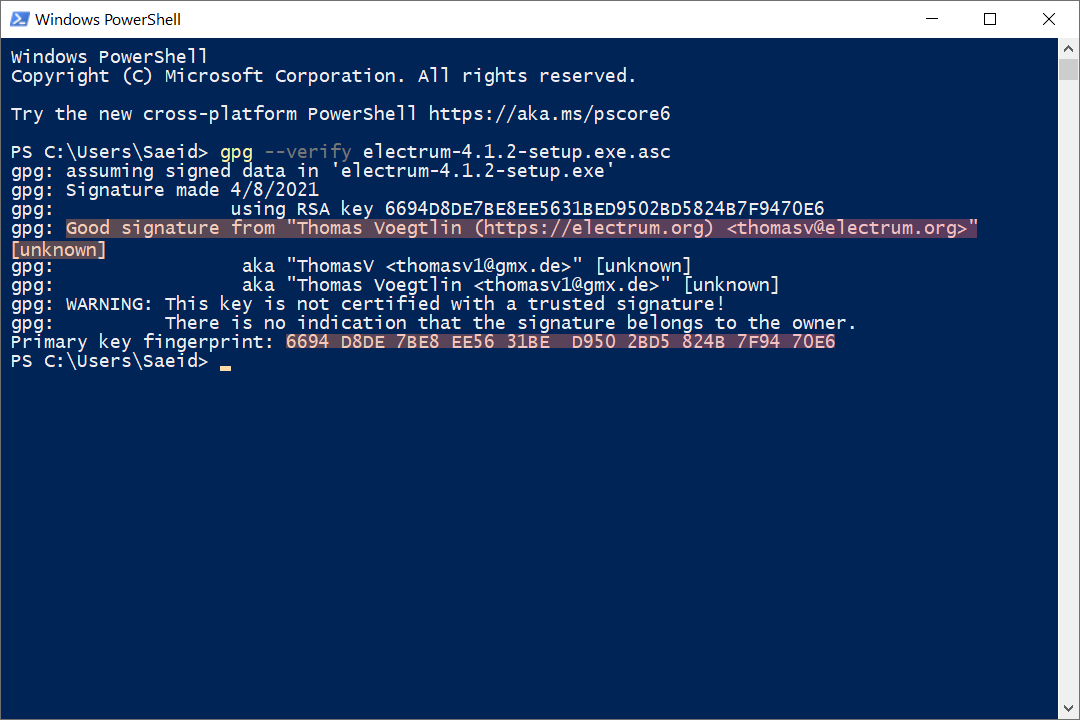 Windows PowerShell
Windows PowerShell
Copyright (C) Microsoft Corporation. All rights reserved.
Try the new cross-platform PowerShell https://aka.ms/pscore6
PS C:\Users\Saeid> gpg --verify electrum-4.1.2-setup.exe.asc
gpg: assuming signed data in 'electrum-4.1.2-setup.exe'
gpg: Signature made 4/8/2021
gpg:                using RSA key 6694D8DE7BE8EE5631BED9502BD5824B7F9470E6
gpg: Good signature from "Thomas Voegtlin (https://electrum.org) <thomasv@electrum.org>"
[unknown]
gpg:                 aka "ThomasV <thomasv1@gmx.de>" [unknown]
gpg:                 aka "Thomas Voegtlin <thomasv1@gmx.de>" [unknown]
gpg: WARNING: This key is not certified with a trusted signature!
gpg:          There is no indication that the signature belongs to the owner.
Primary key fingerprint: 6694 D8DE 7BE8 EE56 31BE  D950 2BD5 824B 7F94 70E6
PS C:\Users\Saeid>